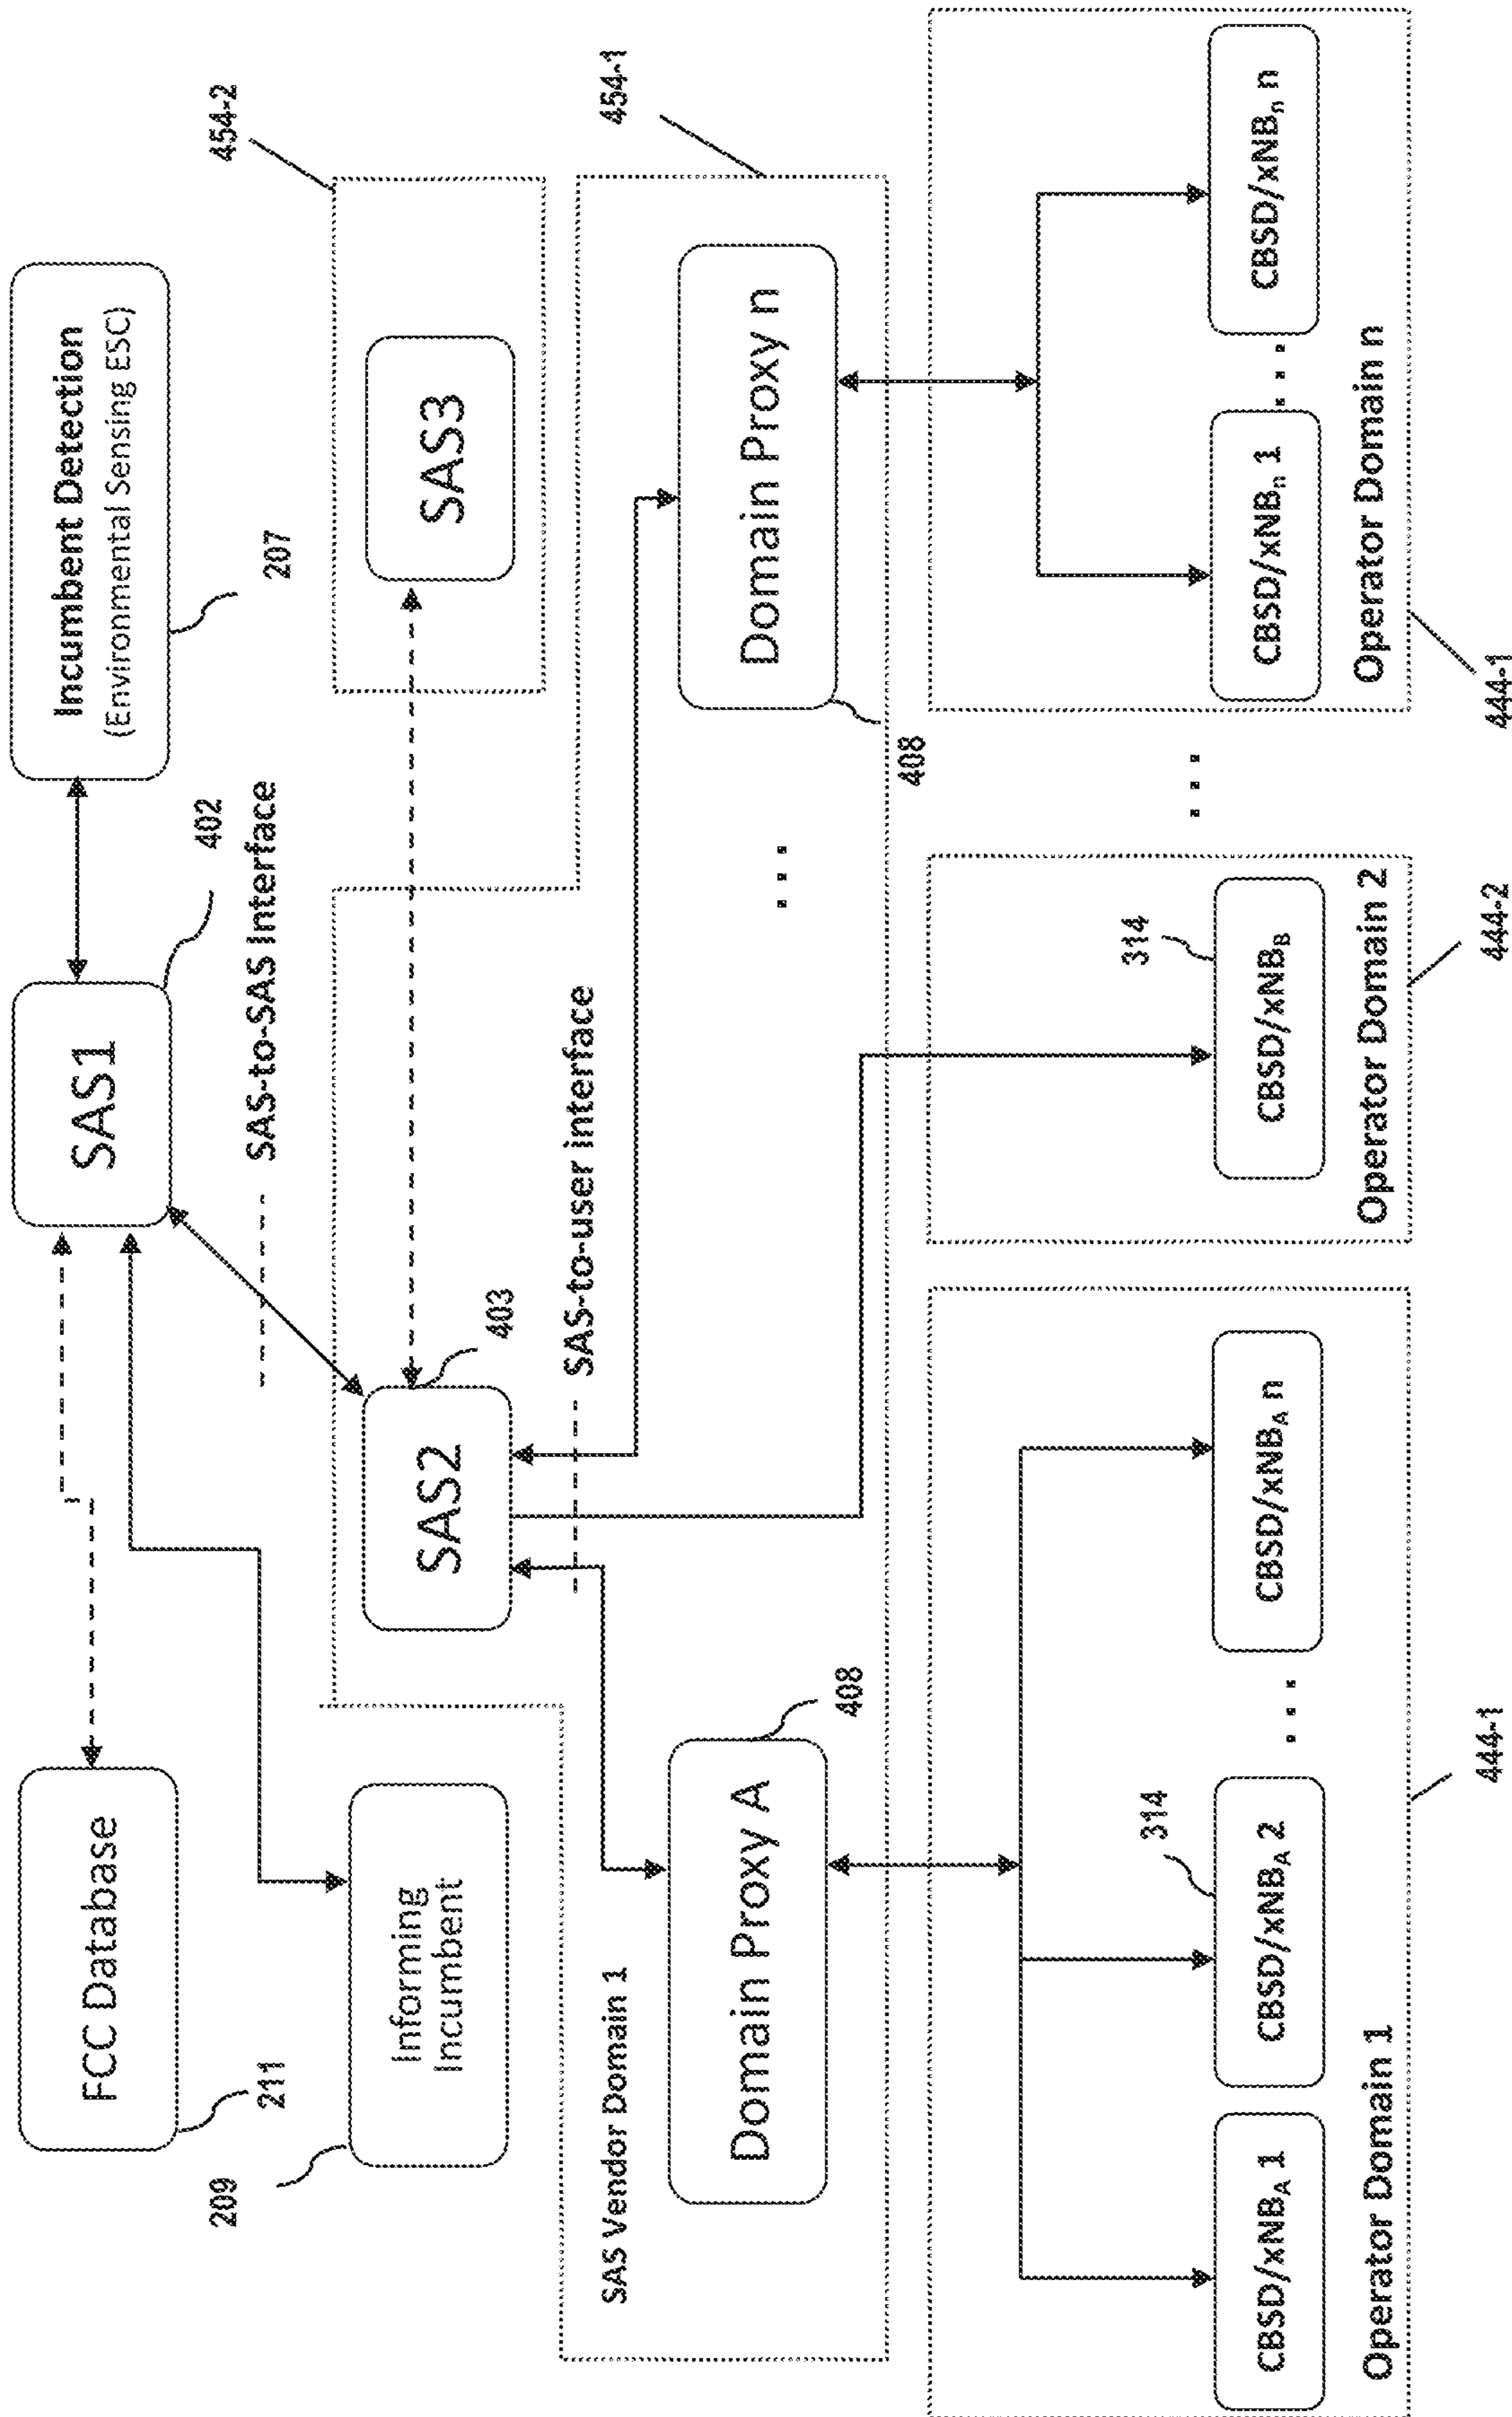 FCC Database
211
SAS1
402
Incumbent Detection
(Environmental Sensing ESC)
207
Informing
Incumbent
209
SAS-to-SAS Interface
454-2
SAS2
403
SAS3
SAS-to-user interface
454-1
SAS Vendor Domain 1
Domain Proxy A
408
. . .
Domain Proxy n
408
CBSD/xNBA 1
CBSD/xNBA 2
314
. . .
CBSD/xNBA n
Operator Domain 1
444-1
CBSD/xNBB
314
Operator Domain 2
444-2
. . .
CBSD/xNBn 1
. . .
CBSD/xNBn n
Operator Domain n
444-1